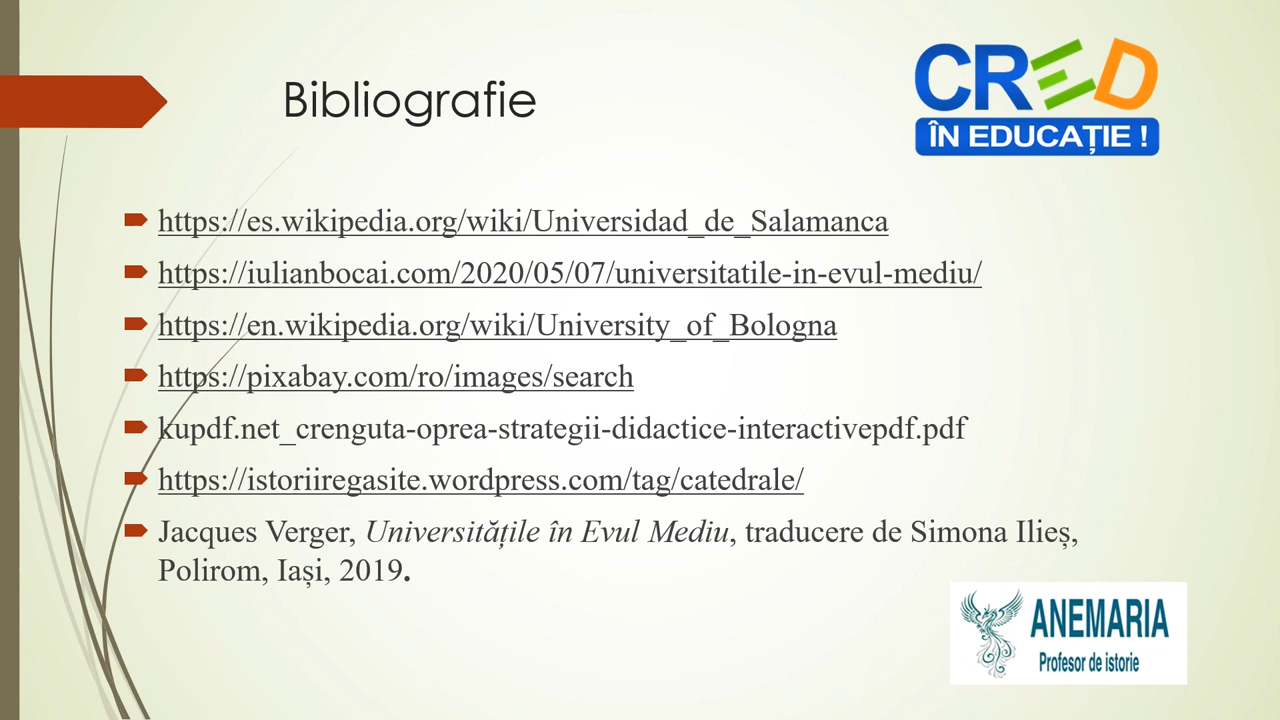 Bibliografie
CRED
ÎN EDUCAȚIE !
https://es.wikipedia.org/wiki/Universidad_de_Salamanca
https://iulianbocai.com/2020/05/07/universitatile-in-evul-mediu/
https://en.wikipedia.org/wiki/University_of_Bologna
https://pixabay.com/ro/images/search
kupdf.net_crenguta-oprea-strategii-didactice-interactivepdf.pdf
https://istoriiregasite.wordpress.com/tag/catedrale/
Jacques Verger, Universitățile în Evul Mediu, traducere de Simona Ilieș,
Polirom, Iași, 2019.
ANEMARIA
Profesor de istorie